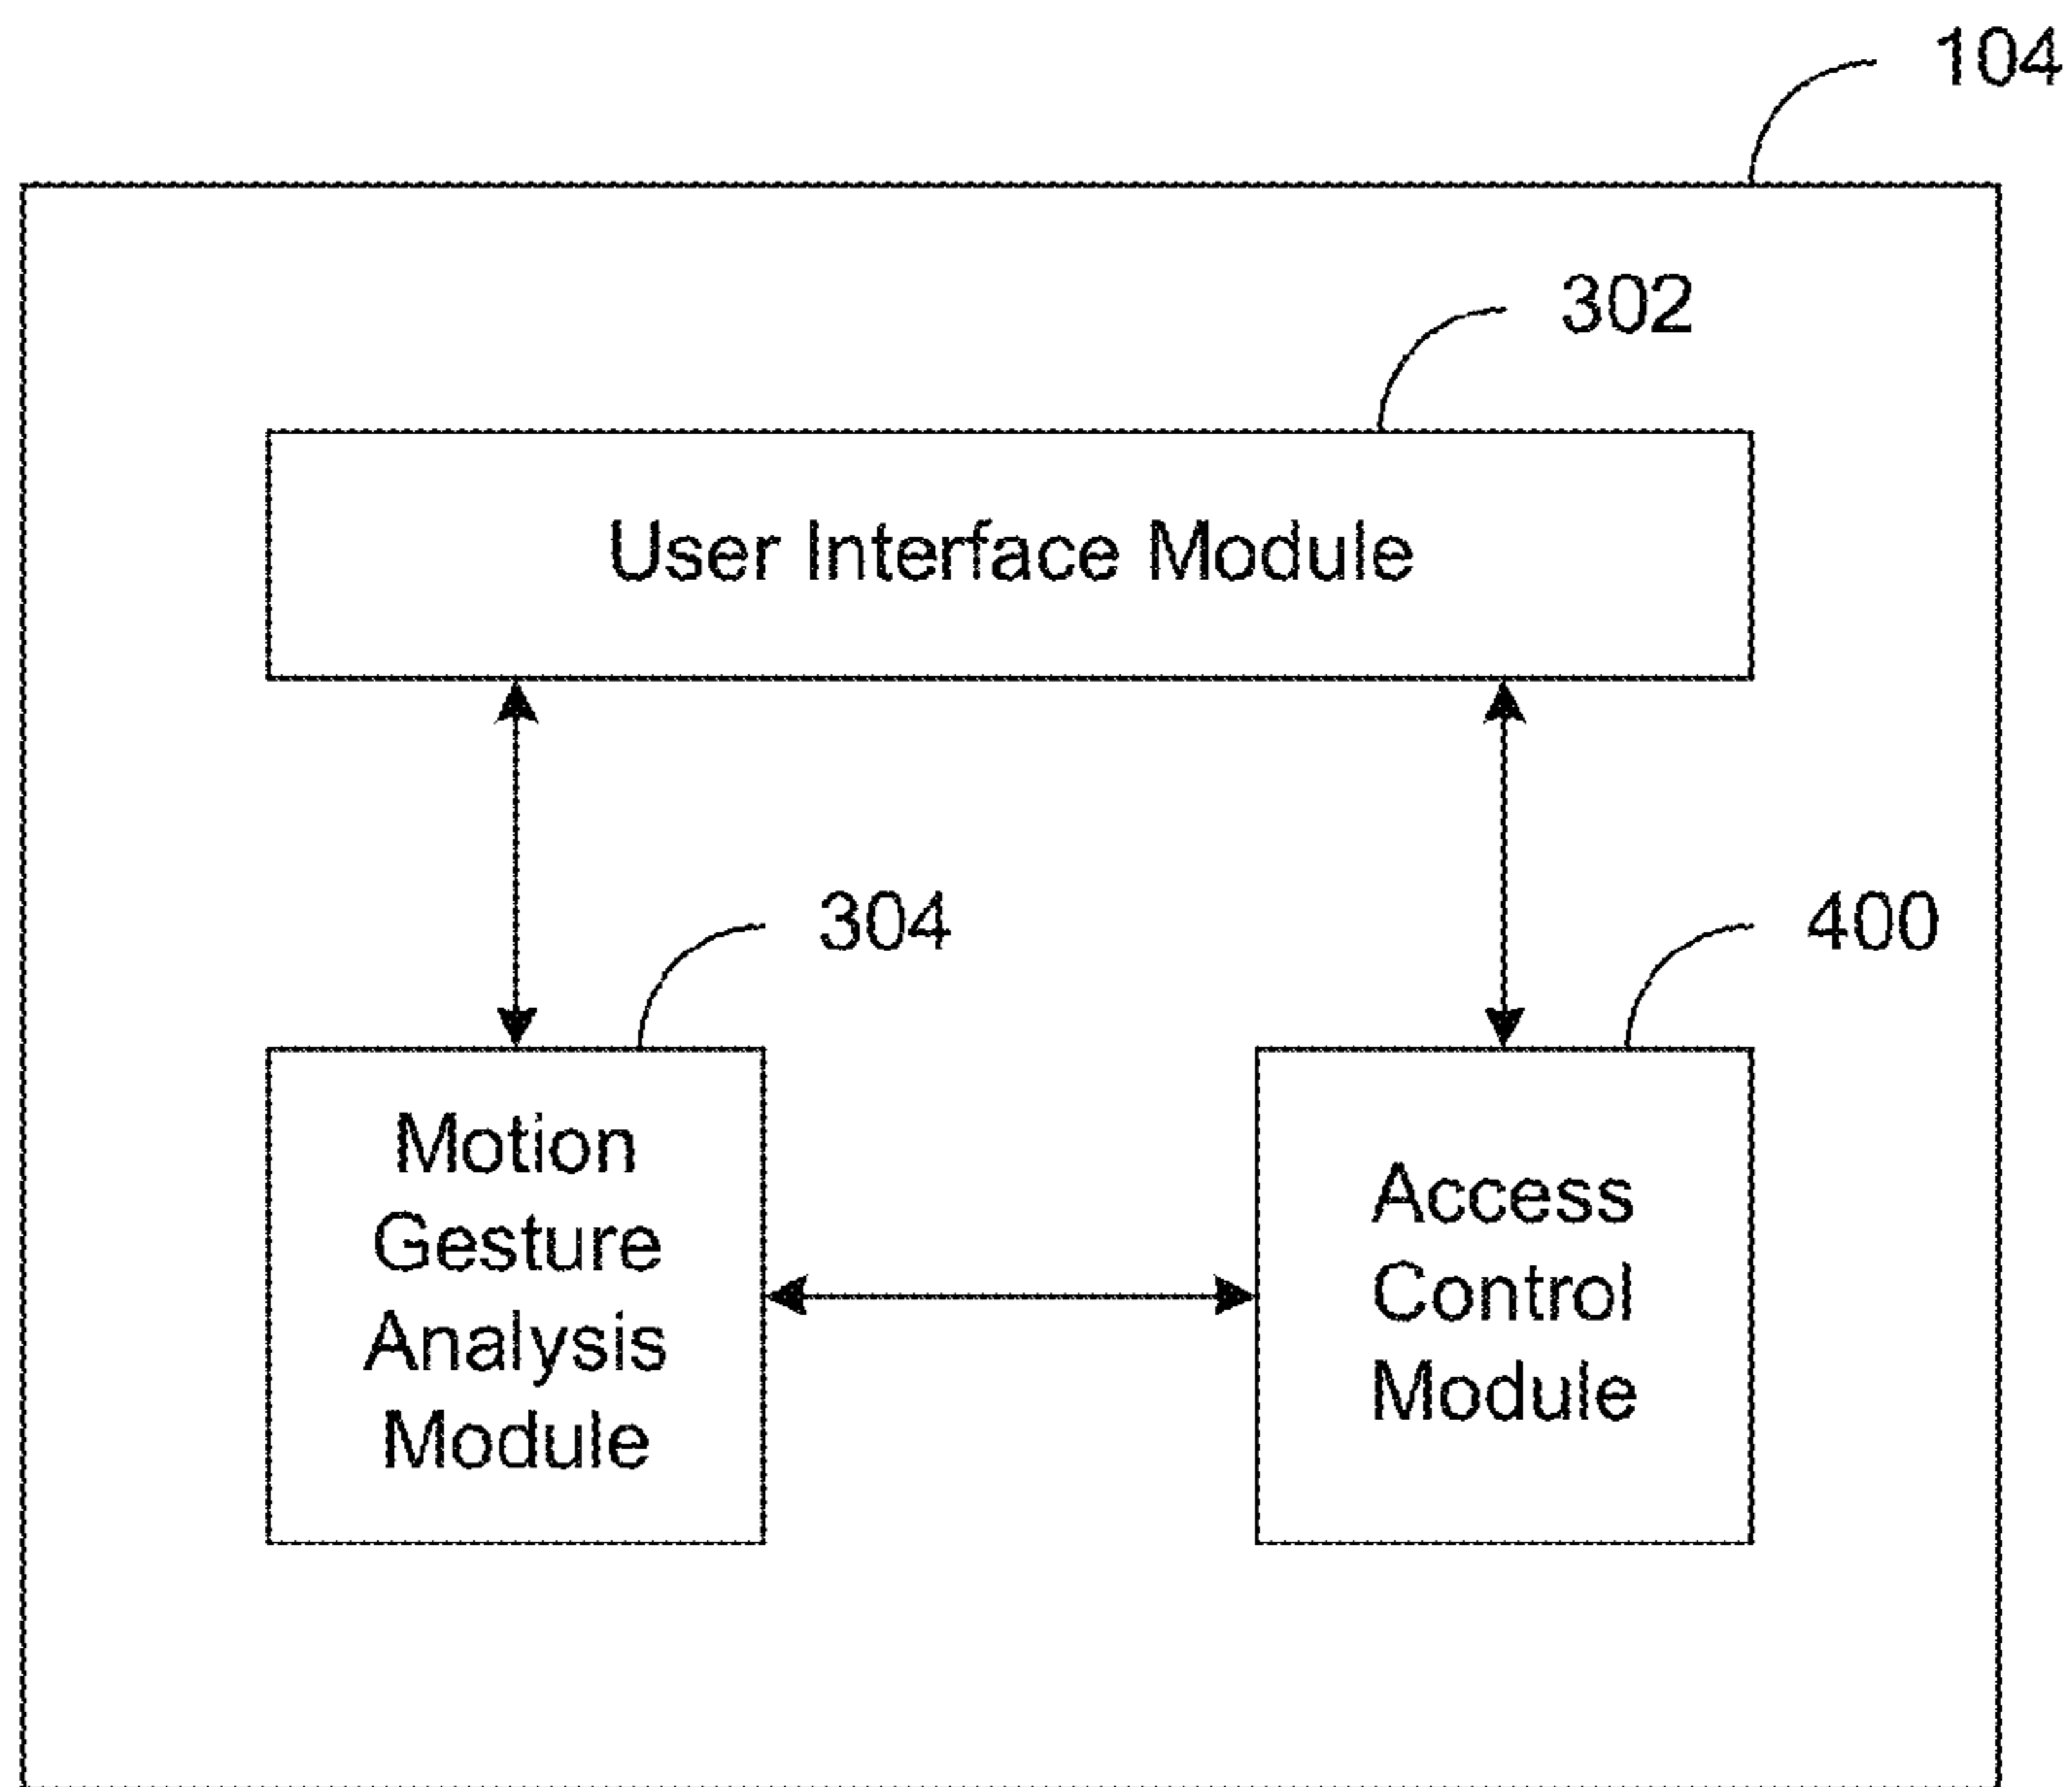 104
302
User Interface Module
304
400
Motion
Gesture
Analysis
Module
Access
Control
Module